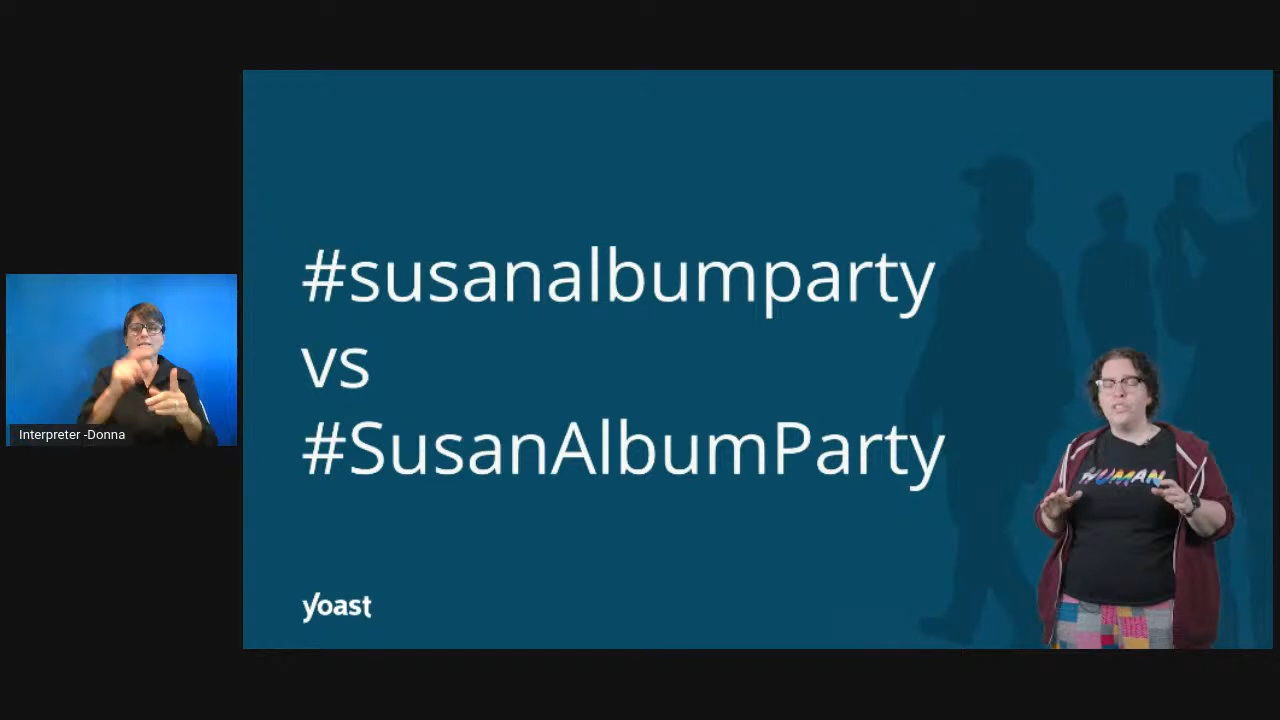 #susanalbumparty
vs
#SusanAlbumParty
HUMAN
Interpreter -Donna
yoast